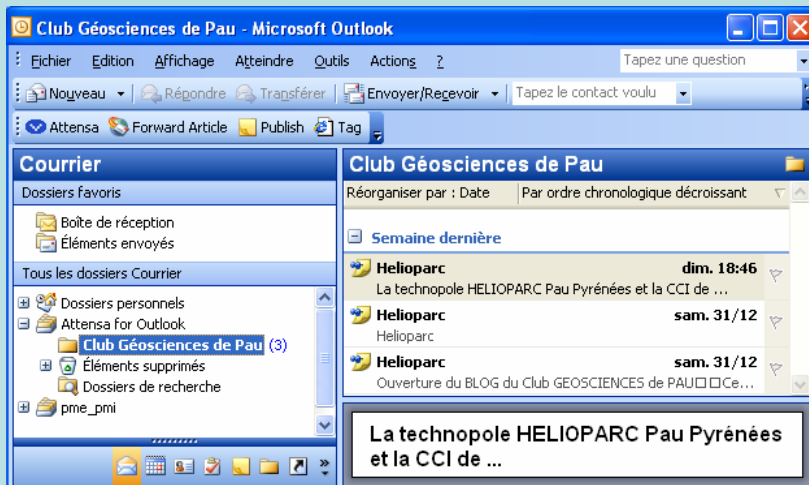 Club Géosciences de Pau - Microsoft Outlook
Fichier Edition Affichage Atteindre Outils Actions ? Tapez une question
Nouveau Répondre Transférer Envoyer/Recevoir Tapez le contact voulu
Attensa Forward Article Publish Tag
Courrier
Dossiers favoris
Boîte de réception
Éléments envoyés
Tous les dossiers Courrier
Dossiers personnels
Attensa for Outlook
Club Géosciences de Pau (3)
Éléments supprimés
Dossiers de recherche
pme_pmi
Club Géosciences de Pau
Réorganiser par : Date Par ordre chronologique décroissant
Semaine dernière
Helioparc dim. 18:46
La technopole HELIOPARC Pau Pyrénées et la CCI de ...
Helioparc sam. 31/12
Helioparc
Helioparc sam. 31/12
Ouverture du BLOG du Club GEOSCIENCES de PAU□□Ce...
La technopole HELIOPARC Pau Pyrénées
et la CCI de ...